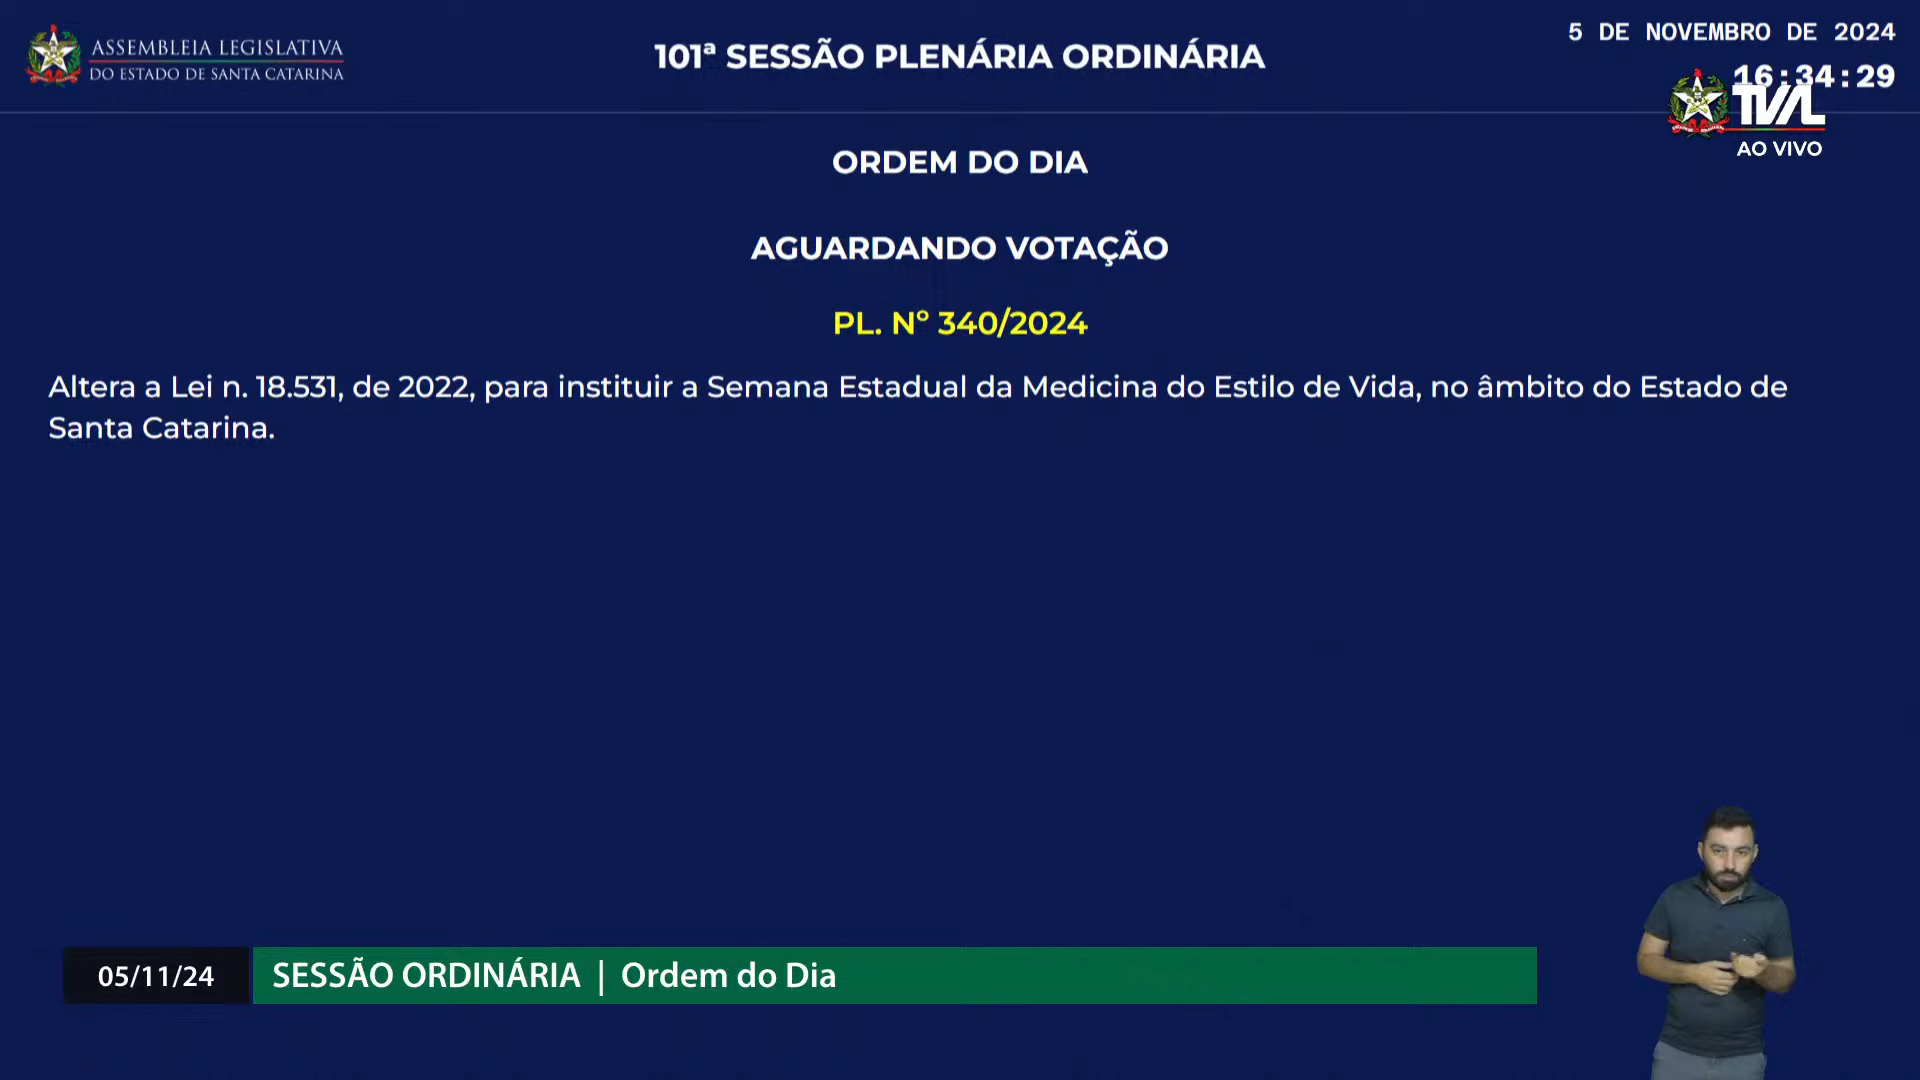 ASSEMBLEIA LEGISLATIVA
DO ESTADO DE SANTA CATARINA
101ª SESSÃO PLENÁRIA ORDINÁRIA
5 DE NOVEMBRO DE 2024
16:34:29
TVAL
AO VIVO
ORDEM DO DIA
AGUARDANDO VOTAÇÃO
PL. Nº 340/2024
Altera a Lei n. 18.531, de 2022, para instituir a Semana Estadual da Medicina do Estilo de Vida, no âmbito do Estado de
Santa Catarina.
05/11/24
SESSÃO ORDINÁRIA | Ordem do Dia